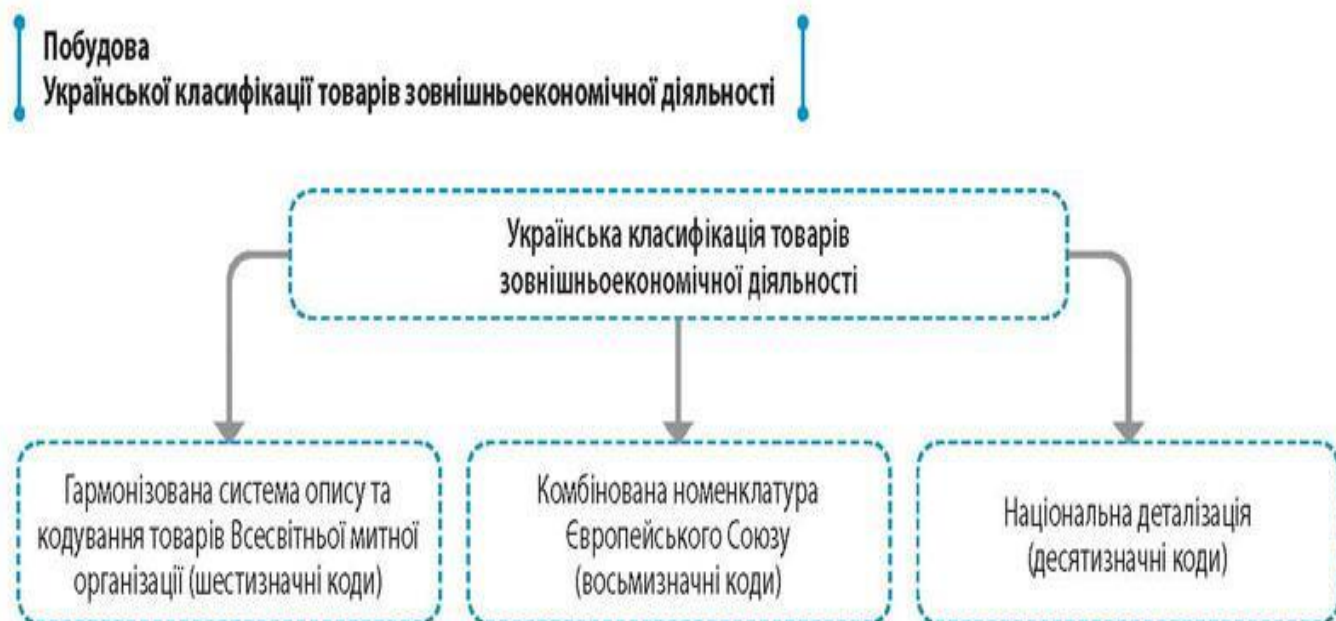 Побудова
Української класифікації товарів зовнішньоекономічної діяльності
Українська класифікація товарів
зовнішньоекономічної діяльності
Гармонізована система опису та
кодування товарів Всесвітньої митної
організації (шестизначні коди)
Комбінована номенклатура
Європейського Союзу
(восьмизначні коди)
Національна деталізація
(десятизначні коди)